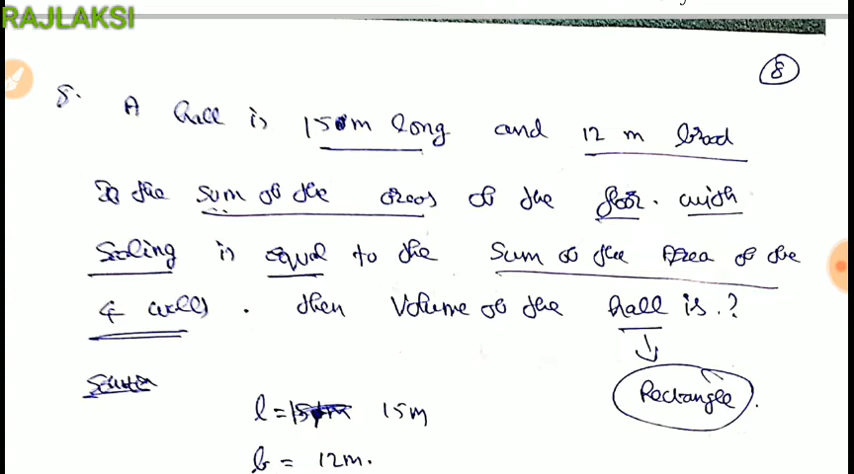 RAJLAKSI
8
8. A hall is 15m long and 12 m broad
If the sum of the areas of the floor. with
Seeling is equal to the sum of the Area of the
4 walls. then Volume of the hall is.?
Rectangle.
l = 15m
b = 12m.